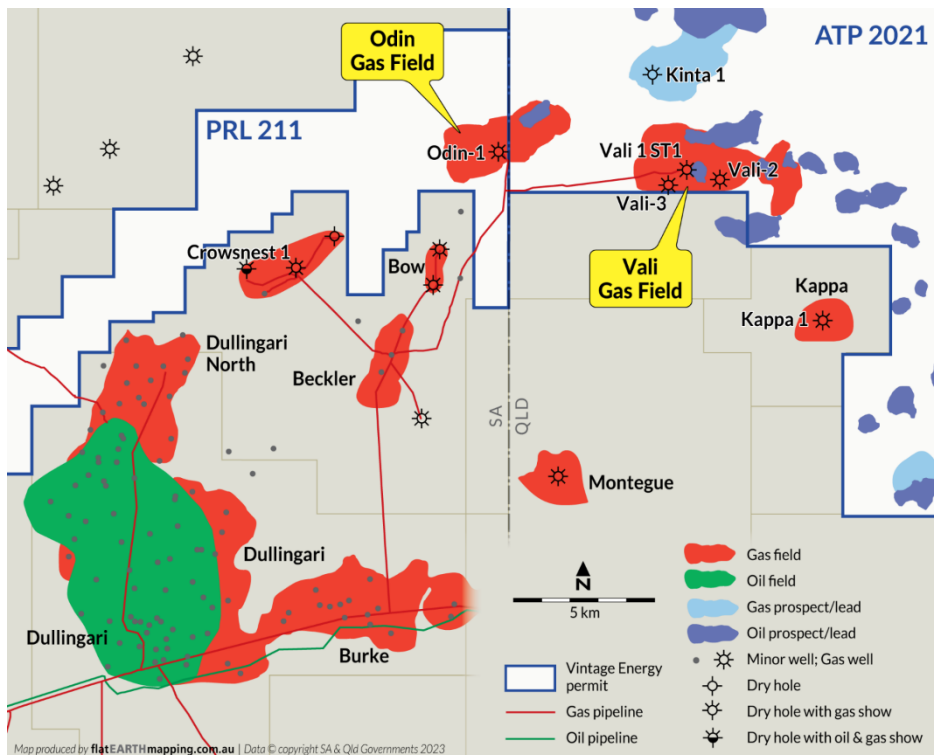 Odin
Gas Field
ATP 2021
Kinta 1
PRL 211
Odin-1
Vali 1 ST1
Vali-2
Vali-3
Crowsnest 1
Bow
Vali
Gas Field
Kappa
Kappa 1
Dullingari
North
Beckler
SA
QLD
Montegue
Dullingari
Dullingari
Burke
N
5 km
Gas field
Oil field
Gas prospect/lead
Oil prospect/lead
Minor well; Gas well
Dry hole
Dry hole with gas show
Dry hole with oil & gas show
Vintage Energy
permit
Gas pipeline
Oil pipeline
Map produced by flatEARTHmapping.com.au | Data © copyright SA & Qld Governments 2023